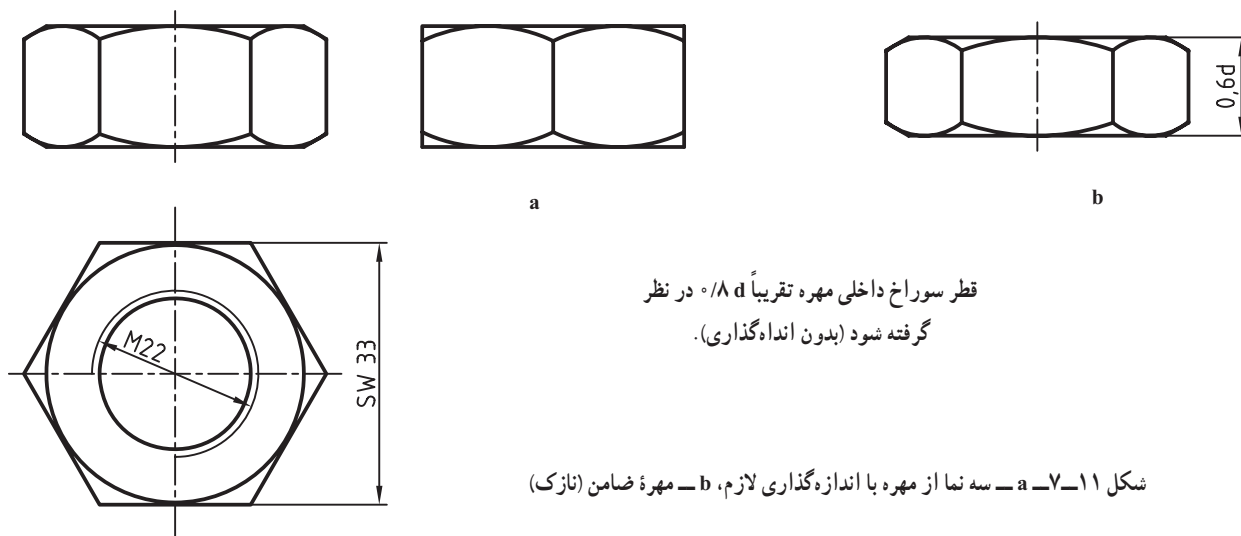 0,6d
a
b
M22
SW 33
قطر سوراخ داخلی مهره تقریباً ۰/۸ d در نظر
گرفته شود (بدون انداه‌گذاری).
شکل ۱۱ــ۷ــ a ــ سه نما از مهره با اندازه‌گذاری لازم، b ــ مهرهٔ ضامن (نازک)